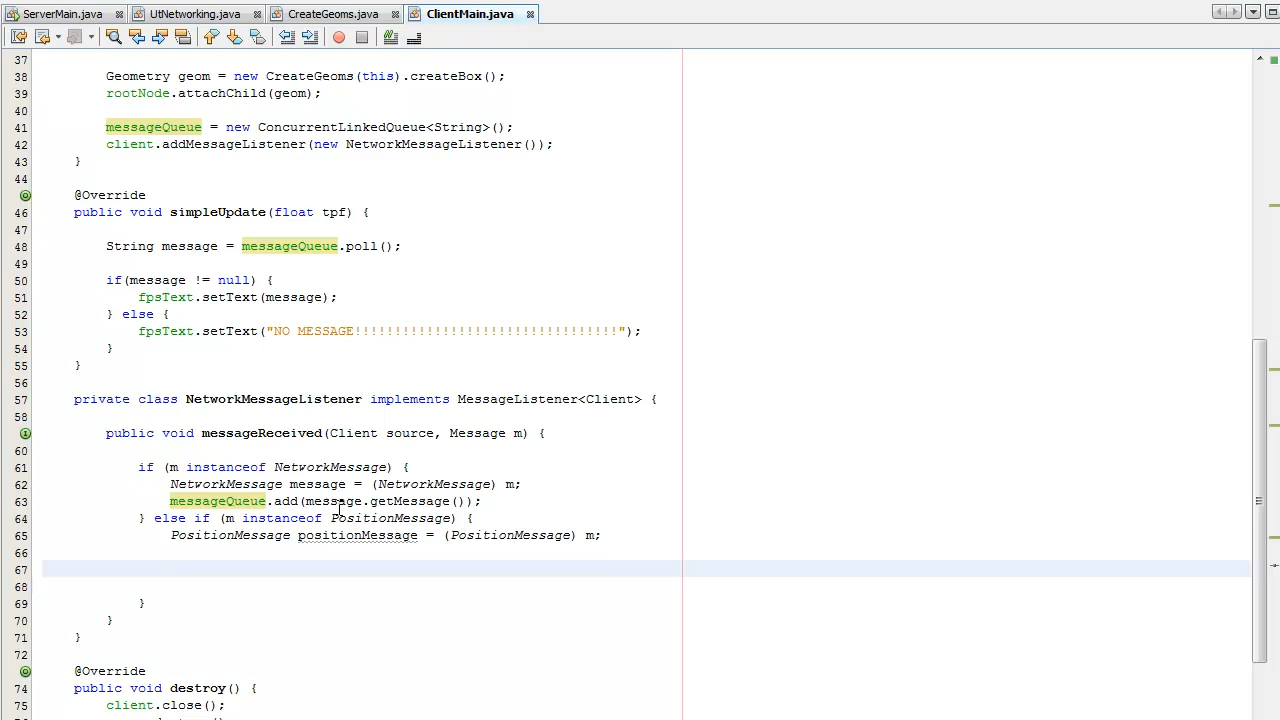 ServerMain.java UtNetworking.java CreateGeoms.java ClientMain.java
37
38 Geometry geom = new CreateGeoms(this).createBox();
39 rootNode.attachChild(geom);
40
41 messageQueue = new ConcurrentLinkedQueue<String>();
42 client.addMessageListener(new NetworkMessageListener());
43 }
44
@Override
46 public void simpleUpdate(float tpf) {
47
48 String message = messageQueue.poll();
49
50 if(message != null) {
51 fpsText.setText(message);
52 } else {
53 fpsText.setText("NO MESSAGE!!!!!!!!!!!!!!!!!!!!!!!!!!!!!!!!!");
54 }
55 }
56
57 private class NetworkMessageListener implements MessageListener<Client> {
58
public void messageReceived(Client source, Message m) {
60
61 if (m instanceof NetworkMessage) {
62 NetworkMessage message = (NetworkMessage) m;
63 messageQueue.add(message.getMessage());
64 } else if (m instanceof PositionMessage) {
65 PositionMessage positionMessage = (PositionMessage) m;
66
67
68
69 }
70 }
71 }
72
@Override
74 public void destroy() {
75 client.close();